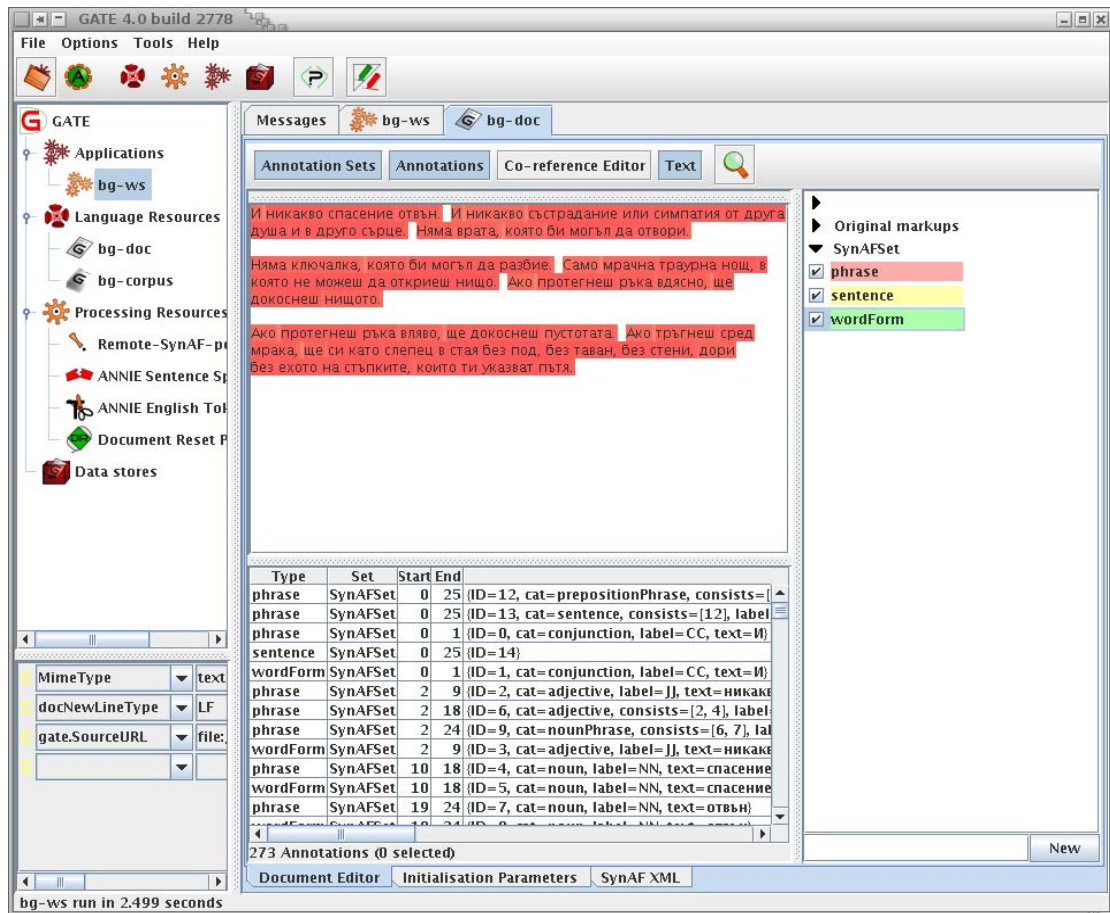 GATE 4.0 build 2778
File Options Tools Help
GATE
Applications
bg-ws
Language Resources
bg-doc
bg-corpus
Processing Resources
Remote-SynAF-p
ANNIE Sentence Sp
ANNIE English Tok
Document Reset P
Data stores
MimeType text
docNewLineType LF
gate.SourceURL file:
bg-ws run in 2.499 seconds
Messages bg-ws bg-doc
Annotation Sets Annotations Co-reference Editor Text
И никакво спасение отвън. И никакво състрадание или симпатия от друга
душа и в друго сърце. Няма врата, която би могъл да отвори.
Няма ключалка, която би могъл да разбие. Само мрачна траурна нощ, в
която не можеш да откриеш нищо. Ако протегнеш ръка вдясно, ще
докоснеш нищото.
Ако протегнеш ръка вляво, ще докоснеш пустотата. Ако тръгнеш сред
мрака, ще си като слепец в стая без под, без таван, без стени, дори
без ехото на стъпките, които ти указват пътя.
Type Set Start End
phrase SynAFSet 0 25 {ID=12, cat=prepositionPhrase, consists=[
phrase SynAFSet 0 25 {ID=13, cat=sentence, consists=[12], label
phrase SynAFSet 0 1 {ID=0, cat=conjunction, label=CC, text=И}
sentence SynAFSet 0 25 {ID=14}
wordForm SynAFSet 0 1 {ID=1, cat=conjunction, label=CC, text=И}
phrase SynAFSet 2 9 {ID=2, cat=adjective, label=JJ, text=никакв
phrase SynAFSet 2 18 {ID=6, cat=adjective, consists=[2, 4], label
phrase SynAFSet 2 24 {ID=9, cat=nounPhrase, consists=[6, 7], lal
wordForm SynAFSet 2 9 {ID=3, cat=adjective, label=JJ, text=никакв
phrase SynAFSet 10 18 {ID=4, cat=noun, label=NN, text=спасение
wordForm SynAFSet 10 18 {ID=5, cat=noun, label=NN, text=спасение
phrase SynAFSet 19 24 {ID=7, cat=noun, label=NN, text=отвън}
273 Annotations (0 selected)
Document Editor Initialisation Parameters SynAF XML
Original markups
SynAFSet
phrase
sentence
wordForm
New